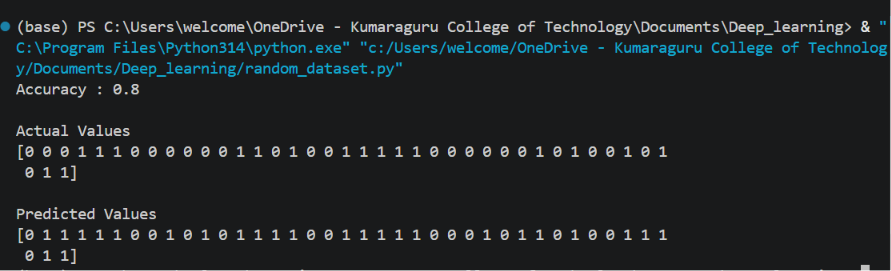 (base) PS C:\Users\welcome\OneDrive - Kumaraguru College of Technology\Documents\Deep_learning> & "
C:\Program Files\Python314\python.exe" "c:/Users/welcome/OneDrive - Kumaraguru College of Technolog
y/Documents/Deep_learning/random_dataset.py"
Accuracy : 0.8
Actual Values
[0 0 0 1 1 1 0 0 0 0 0 0 1 1 0 1 0 0 1 1 1 1 1 0 0 0 0 0 0 1 0 1 0 0 1 0 1
0 1 1]
Predicted Values
[0 1 1 1 1 1 0 0 1 0 1 0 1 1 1 1 0 0 1 1 1 1 1 0 0 0 1 0 1 1 0 1 0 0 1 1 1
0 1 1]